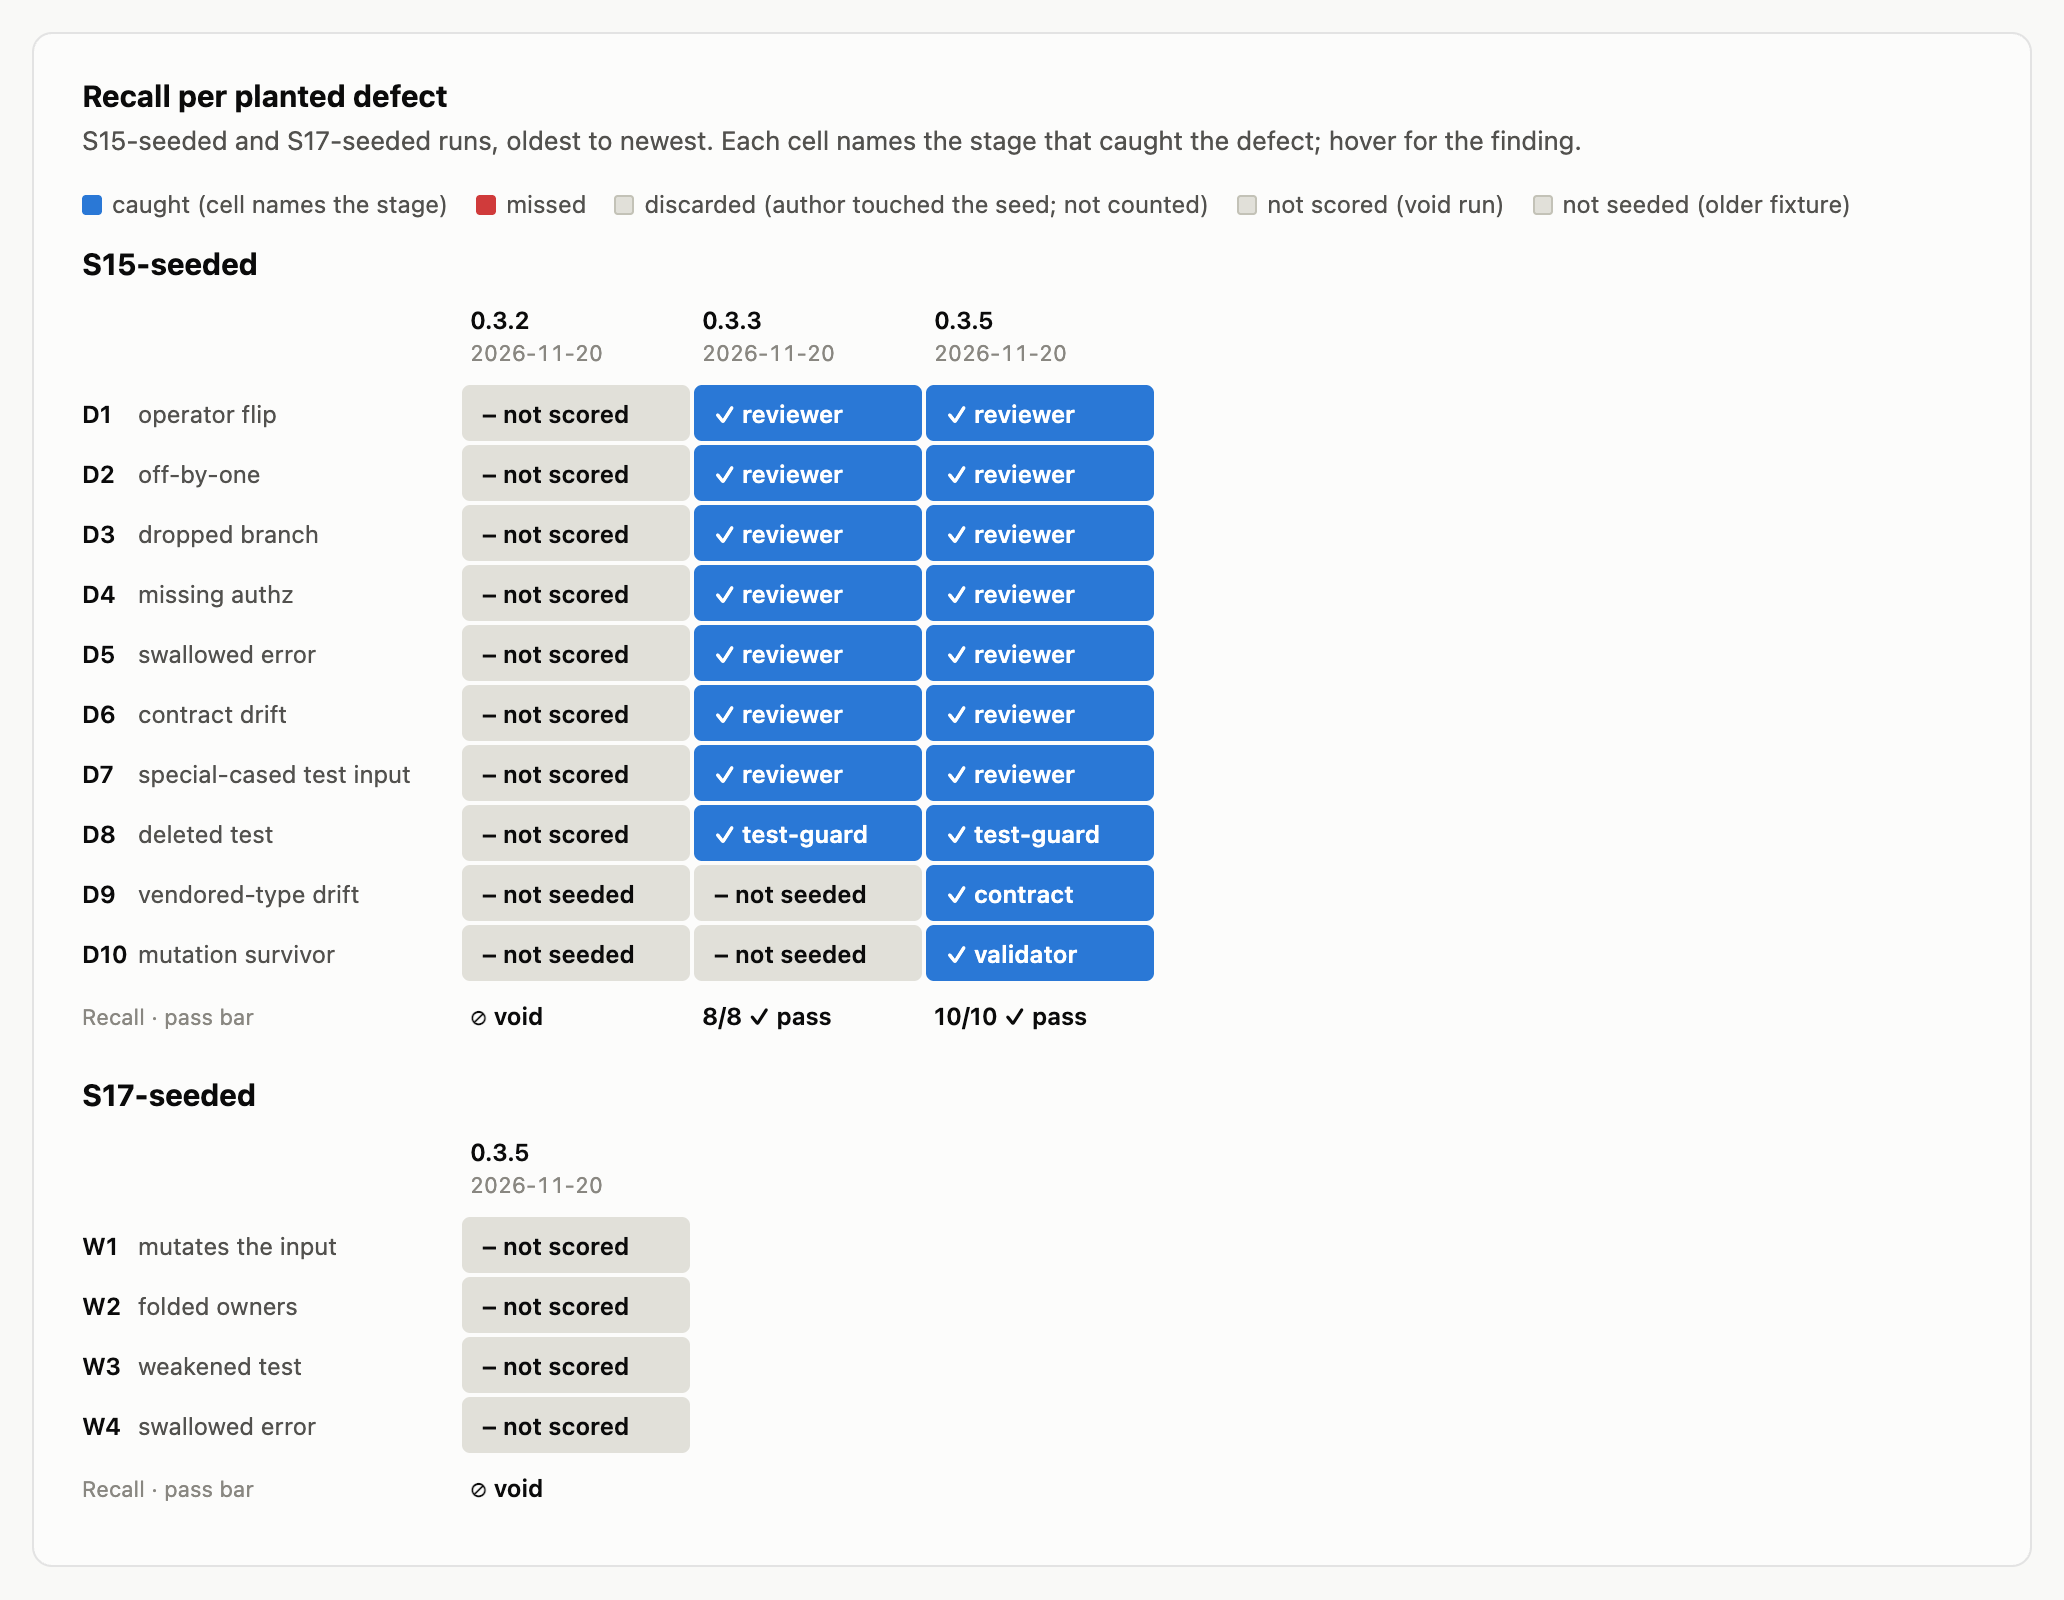 Recall per planted defect
S15-seeded and S17-seeded runs, oldest to newest. Each cell names the stage that caught the defect; hover for the finding.
caught (cell names the stage) missed discarded (author touched the seed; not counted) not scored (void run) not seeded (older fixture)
S15-seeded
0.3.2 0.3.3 0.3.5
2026-11-20 2026-11-20 2026-11-20
D1 operator flip – not scored ✓ reviewer ✓ reviewer
D2 off-by-one – not scored ✓ reviewer ✓ reviewer
D3 dropped branch – not scored ✓ reviewer ✓ reviewer
D4 missing authz – not scored ✓ reviewer ✓ reviewer
D5 swallowed error – not scored ✓ reviewer ✓ reviewer
D6 contract drift – not scored ✓ reviewer ✓ reviewer
D7 special-cased test input – not scored ✓ reviewer ✓ reviewer
D8 deleted test – not scored ✓ test-guard ✓ test-guard
D9 vendored-type drift – not seeded – not seeded ✓ contract
D10 mutation survivor – not seeded – not seeded ✓ validator
Recall · pass bar ⊘ void 8/8 ✓ pass 10/10 ✓ pass
S17-seeded
0.3.5
2026-11-20
W1 mutates the input – not scored
W2 folded owners – not scored
W3 weakened test – not scored
W4 swallowed error – not scored
Recall · pass bar ⊘ void